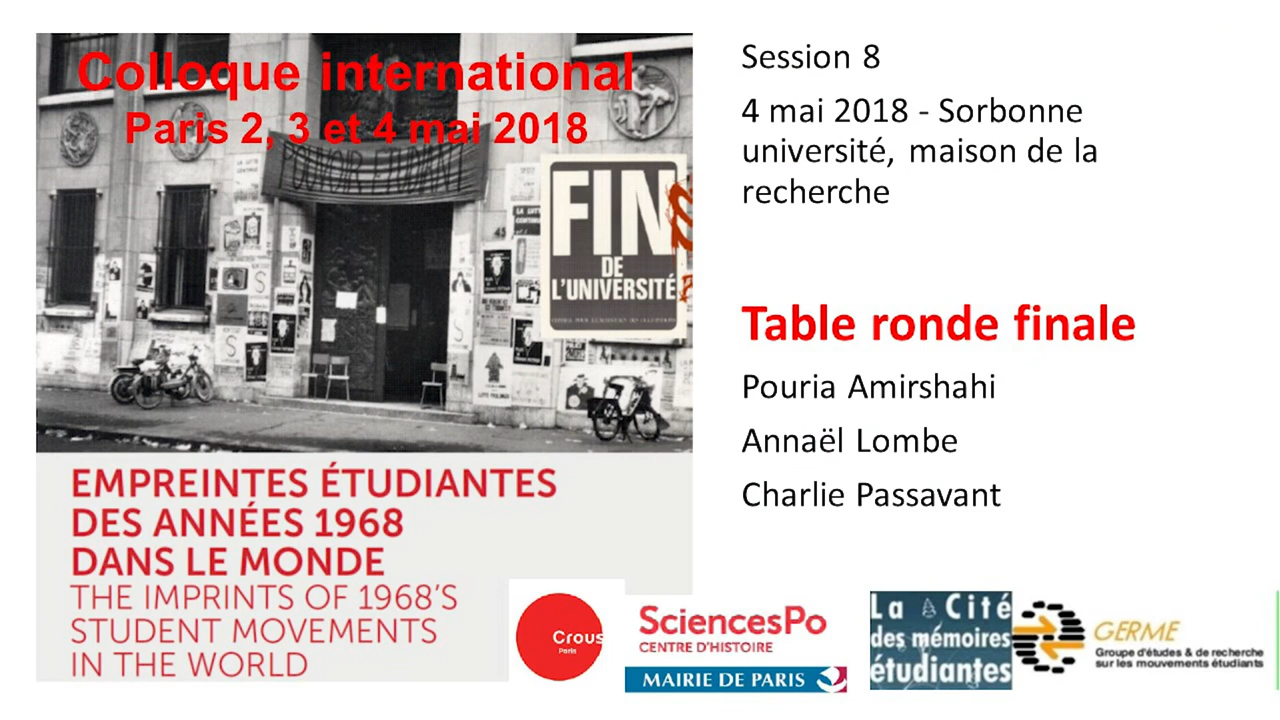 Colloque international
Paris 2, 3 et 4 mai 2018
POUVOIR ETUDIANT
FIN
DE
L'UNIVERSITÉ
EMPREINTES ÉTUDIANTES
DES ANNÉES 1968
DANS LE MONDE
THE IMPRINTS OF 1968'S
STUDENT MOVEMENTS
IN THE WORLD
Session 8
4 mai 2018 - Sorbonne
université, maison de la
recherche
Table ronde finale
Pouria Amirshahi
Annaël Lombe
Charlie Passavant
Crous
Paris
SciencesPo
CENTRE D'HISTOIRE
MAIRIE DE PARIS
La Cité
des mémoires
étudiantes
GERME
Groupe d'études & de recherche
sur les mouvements étudiants